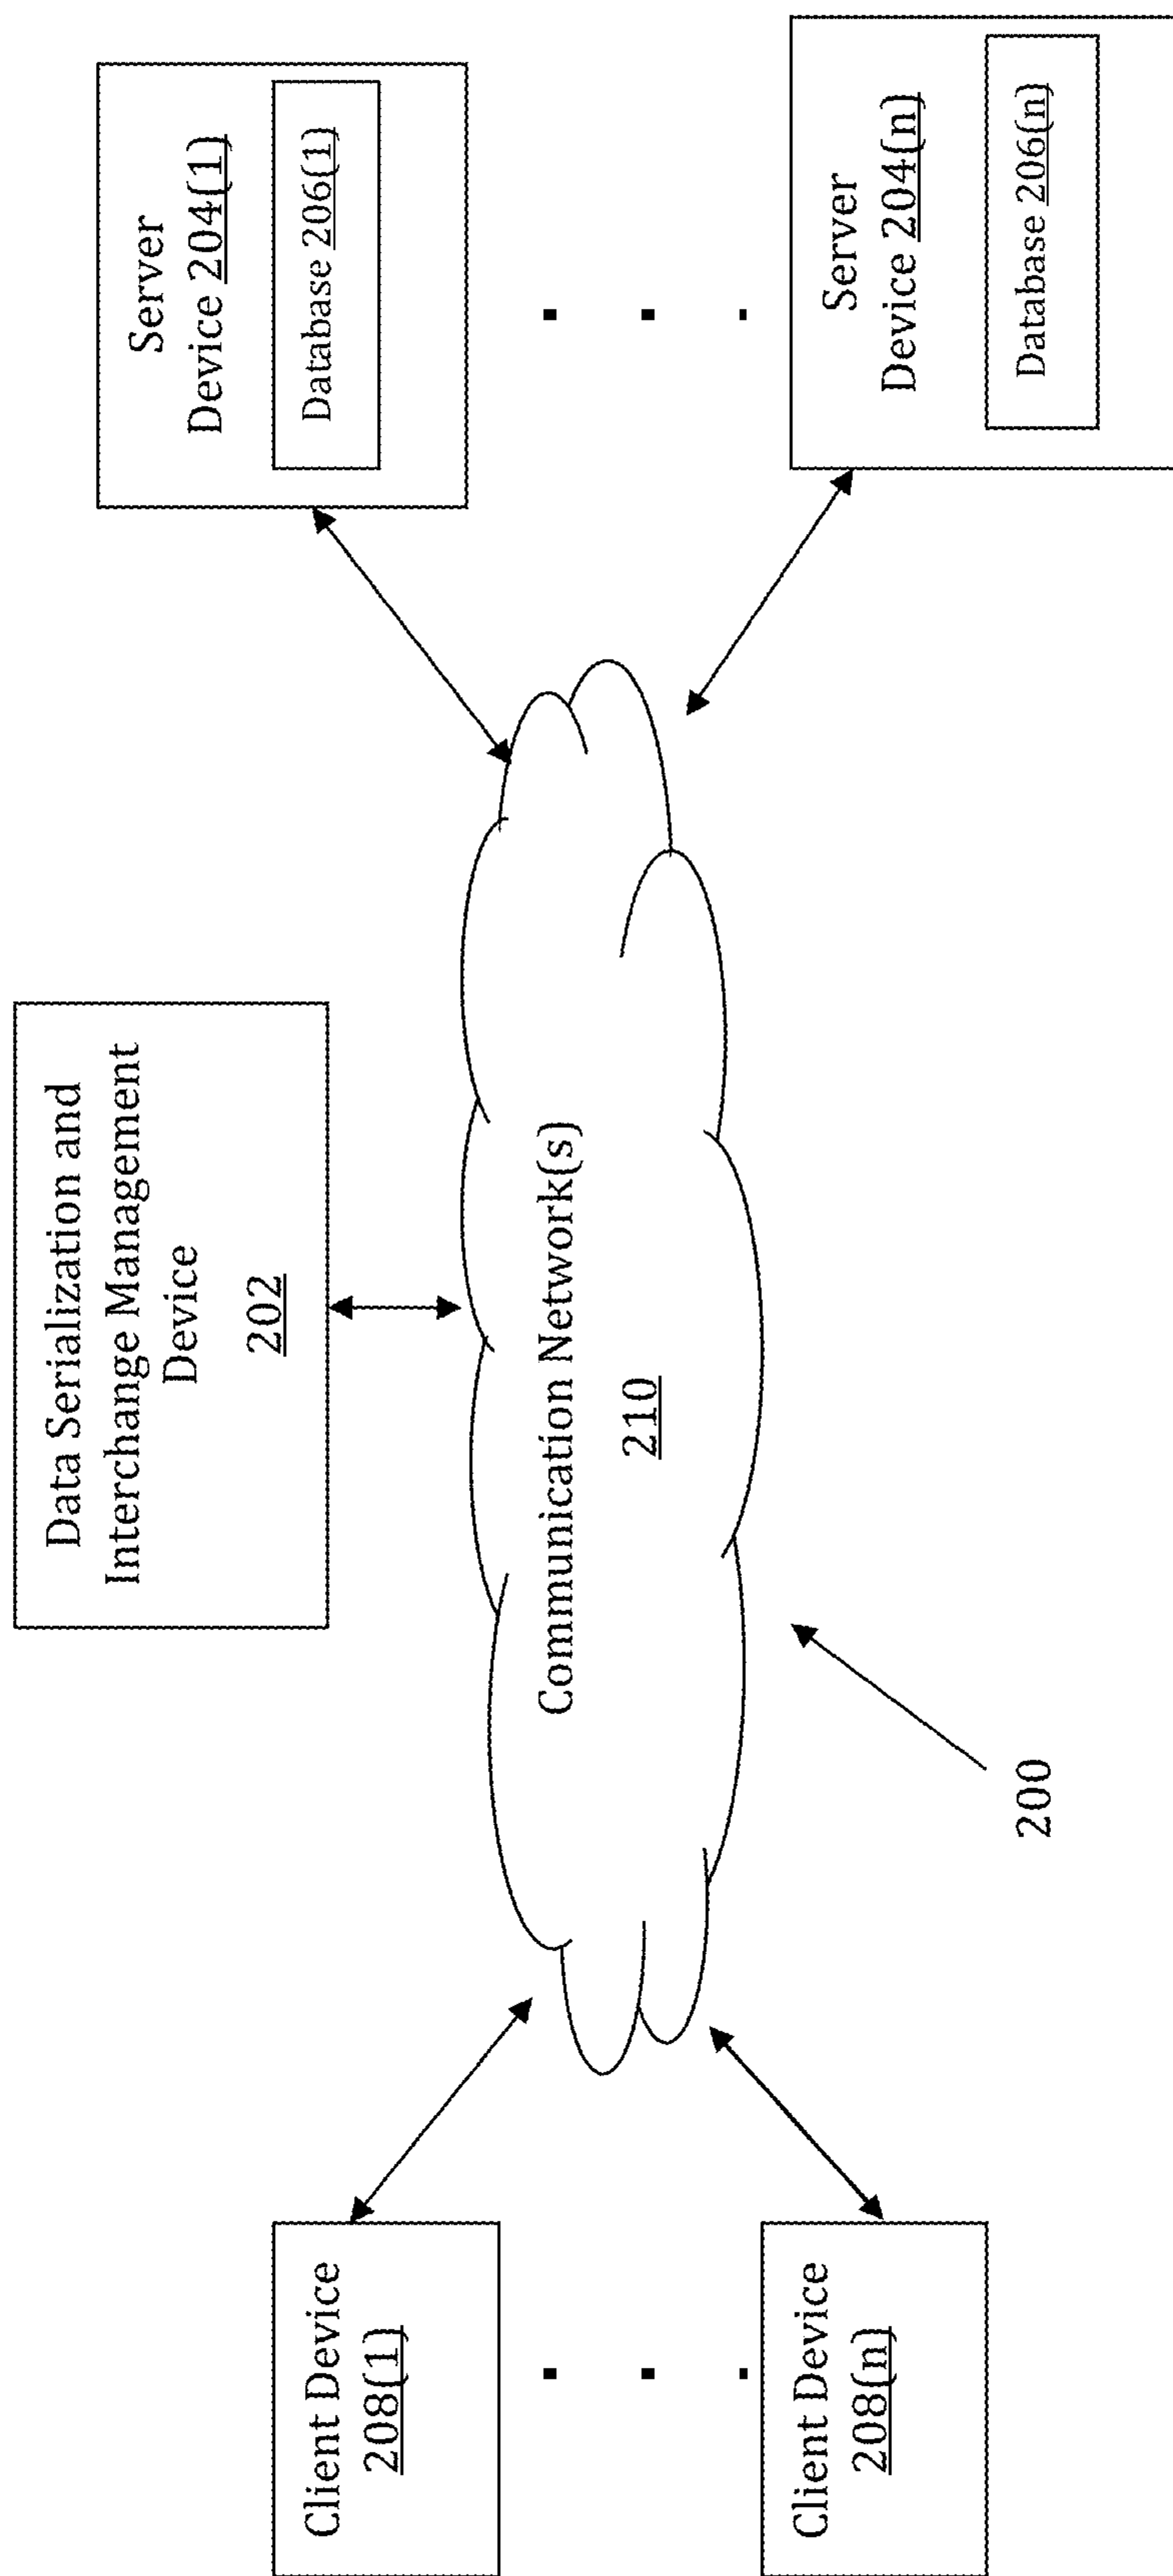 Data Serialization and
Interchange Management
Device
202
Server
Device 204(1)
Database 206(1)
Client Device
208(1)
Communication Network(s)
210
Client Device
208(n)
Server
Device 204(n)
Database 206(n)
200